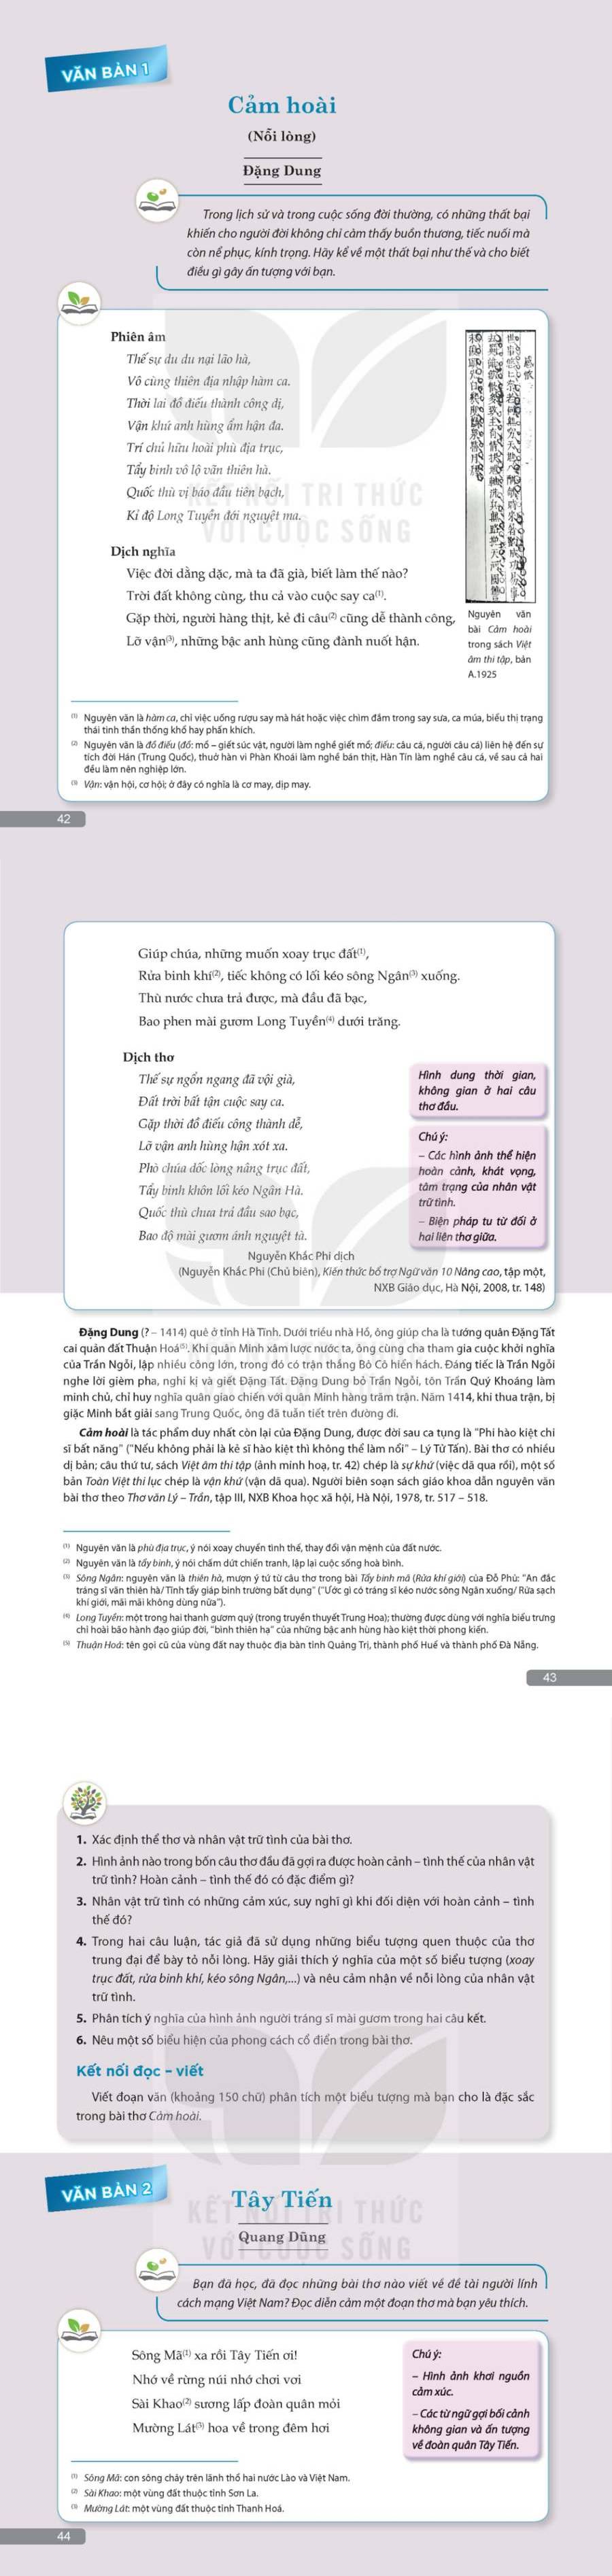 VĂN BẢN 1
Cảm hoài
(Nỗi lòng)
Đặng Dung
Trong lịch sử và trong cuộc sống đời thường, có những thất bại
khiến cho người đời không chỉ cảm thấy buồn thương, tiếc nuối mà
còn nể phục, kính trọng. Hãy kể về một thất bại như thế và cho biết
điều gì gây ấn tượng với bạn.
Phiên âm
Thế sự du du nại lão hà,
Vô cùng thiên địa nhập hàm ca.
Thời lai đồ điếu thành công dị,
Vận khứ anh hùng ẩm hận đa.
Trí chủ hữu hoài phù địa trục,
Tẩy binh vô lộ vãn thiên hà.
Quốc thù vị báo đầu tiên bạch,
Kỉ độ Long Tuyền đới nguyệt ma.
Dịch nghĩa
Việc đời dằng dặc, mà ta đã già, biết làm thế nào?
Trời đất không cùng, thu cả vào cuộc say ca(1).
Gặp thời, người hàng thịt, kẻ đi câu(2) cũng dễ thành công,
Lỡ vận(3), những bậc anh hùng cũng đành nuốt hận.
Nguyên văn
bài Cảm hoài
trong sách Việt
âm thi tập, bản
A.1925
(1) Nguyên văn là hàm ca, chỉ việc uống rượu say mà hát hoặc việc chìm đắm trong say sưa, ca múa, biểu thị trạng
thái tinh thần thống khổ hay phấn khích.
(2) Nguyên văn là đồ điếu (đồ: mổ – giết súc vật, người làm nghề giết mổ; điếu: câu cá, người câu cá) liên hệ đến sự
tích đời Hán (Trung Quốc), thuở hàn vi Phàn Khoái làm nghề bán thịt, Hàn Tín làm nghề câu cá, về sau cả hai
đều làm nên nghiệp lớn.
(3) Vận: vận hội, cơ hội; ở đây có nghĩa là cơ may, dịp may.
42
Giúp chúa, những muốn xoay trục đất(1),
Rửa binh khí(2), tiếc không có lối kéo sông Ngân(3) xuống.
Thù nước chưa trả được, mà đầu đã bạc,
Bao phen mài gươm Long Tuyền(4) dưới trăng.
Dịch thơ
Thế sự ngổn ngang đã vội già,
Đất trời bất tận cuộc say ca.
Gặp thời đồ điếu công thành dễ,
Lỡ vận anh hùng hận xót xa.
Phò chúa dốc lòng nâng trục đất,
Tẩy binh khôn lối kéo Ngân Hà.
Quốc thù chưa trả đầu sao bạc,
Bao độ mài gươm ánh nguyệt tà.
Hình dung thời gian,
không gian ở hai câu
thơ đầu.
Chú ý:
– Các hình ảnh thể hiện
hoàn cảnh, khát vọng,
tâm trạng của nhân vật
trữ tình.
– Biện pháp tu từ đối ở
hai liên thơ giữa.
Nguyễn Khắc Phi dịch
(Nguyễn Khắc Phi (Chủ biên), Kiến thức bổ trợ Ngữ văn 10 Nâng cao, tập một,
NXB Giáo dục, Hà Nội, 2008, tr. 148)
Đặng Dung (? – 1414) quê ở tỉnh Hà Tĩnh. Dưới triều nhà Hồ, ông giúp cha là tướng quân Đặng Tất
cai quản đất Thuận Hoá(5). Khi quân Minh xâm lược nước ta, ông cùng cha tham gia cuộc khởi nghĩa
của Trần Ngỗi, lập nhiều công lớn, trong đó có trận thắng Bô Cô hiển hách. Đáng tiếc là Trần Ngỗi
nghe lời gièm pha, nghi kị và giết Đặng Tất. Đặng Dung bỏ Trần Ngỗi, tôn Trần Quý Khoáng làm
minh chủ, chỉ huy nghĩa quân giao chiến với quân Minh hàng trăm trận. Năm 1414, khi thua trận, bị
giặc Minh bắt giải sang Trung Quốc, ông đã tuẫn tiết trên đường đi.
Cảm hoài là tác phẩm duy nhất còn lại của Đặng Dung, được đời sau ca tụng là "Phi hào kiệt chi
sĩ bất năng" ("Nếu không phải là kẻ sĩ hào kiệt thì không thể làm nổi" – Lý Tử Tấn). Bài thơ có nhiều
dị bản; câu thứ tư, sách Việt âm thi tập (ảnh minh hoạ, tr. 42) chép là sự khứ (việc đã qua rồi), một số
bản Toàn Việt thi lục chép là vận khứ (vận đã qua). Người biên soạn sách giáo khoa dẫn nguyên văn
bài thơ theo Thơ văn Lý – Trần, tập III, NXB Khoa học xã hội, Hà Nội, 1978, tr. 517 – 518.
(1) Nguyên văn là phù địa trục, ý nói xoay chuyển tình thế, thay đổi vận mệnh của đất nước.
(2) Nguyên văn là tẩy binh, ý nói chấm dứt chiến tranh, lập lại cuộc sống hoà bình.
(3) Sông Ngân: nguyên văn là thiên hà, mượn ý tứ từ câu thơ trong bài Tẩy binh mã (Rửa khí giới) của Đỗ Phủ: "An đắc
tráng sĩ vãn thiên hà/ Tĩnh tẩy giáp binh trường bất dụng" ("Ước gì có tráng sĩ kéo nước sông Ngân xuống/ Rửa sạch
khí giới, mãi mãi không dùng nữa").
(4) Long Tuyền: một trong hai thanh gươm quý (trong truyền thuyết Trung Hoa); thường được dùng với nghĩa biểu trưng
chỉ hoài bão hành đạo giúp đời, "bình thiên hạ" của những bậc anh hùng hào kiệt thời phong kiến.
(5) Thuận Hoá: tên gọi cũ của vùng đất nay thuộc địa bàn tỉnh Quảng Trị, thành phố Huế và thành phố Đà Nẵng.
43
1. Xác định thể thơ và nhân vật trữ tình của bài thơ.
2. Hình ảnh nào trong bốn câu thơ đầu đã gợi ra được hoàn cảnh – tình thế của nhân vật
trữ tình? Hoàn cảnh – tình thế đó có đặc điểm gì?
3. Nhân vật trữ tình có những cảm xúc, suy nghĩ gì khi đối diện với hoàn cảnh – tình
thế đó?
4. Trong hai câu luận, tác giả đã sử dụng những biểu tượng quen thuộc của thơ
trung đại để bày tỏ nỗi lòng. Hãy giải thích ý nghĩa của một số biểu tượng (xoay
trục đất, rửa binh khí, kéo sông Ngân,...) và nêu cảm nhận về nỗi lòng của nhân vật
trữ tình.
5. Phân tích ý nghĩa của hình ảnh người tráng sĩ mài gươm trong hai câu kết.
6. Nêu một số biểu hiện của phong cách cổ điển trong bài thơ.
Kết nối đọc – viết
Viết đoạn văn (khoảng 150 chữ) phân tích một biểu tượng mà bạn cho là đặc sắc
trong bài thơ Cảm hoài.
VĂN BẢN 2
Tây Tiến
Quang Dũng
Bạn đã học, đã đọc những bài thơ nào viết về đề tài người lính
cách mạng Việt Nam? Đọc diễn cảm một đoạn thơ mà bạn yêu thích.
Sông Mã(1) xa rồi Tây Tiến ơi!
Nhớ về rừng núi nhớ chơi vơi
Sài Khao(2) sương lấp đoàn quân mỏi
Mường Lát(3) hoa về trong đêm hơi
Chú ý:
– Hình ảnh khơi nguồn
cảm xúc.
– Các từ ngữ gợi bối cảnh
không gian và ấn tượng
về đoàn quân Tây Tiến.
(1) Sông Mã: con sông chảy trên lãnh thổ hai nước Lào và Việt Nam.
(2) Sài Khao: một vùng đất thuộc tỉnh Sơn La.
(3) Mường Lát: một vùng đất thuộc tỉnh Thanh Hoá.
44
KẾT NỐI TRI THỨC
VỚI CUỘC SỐNG